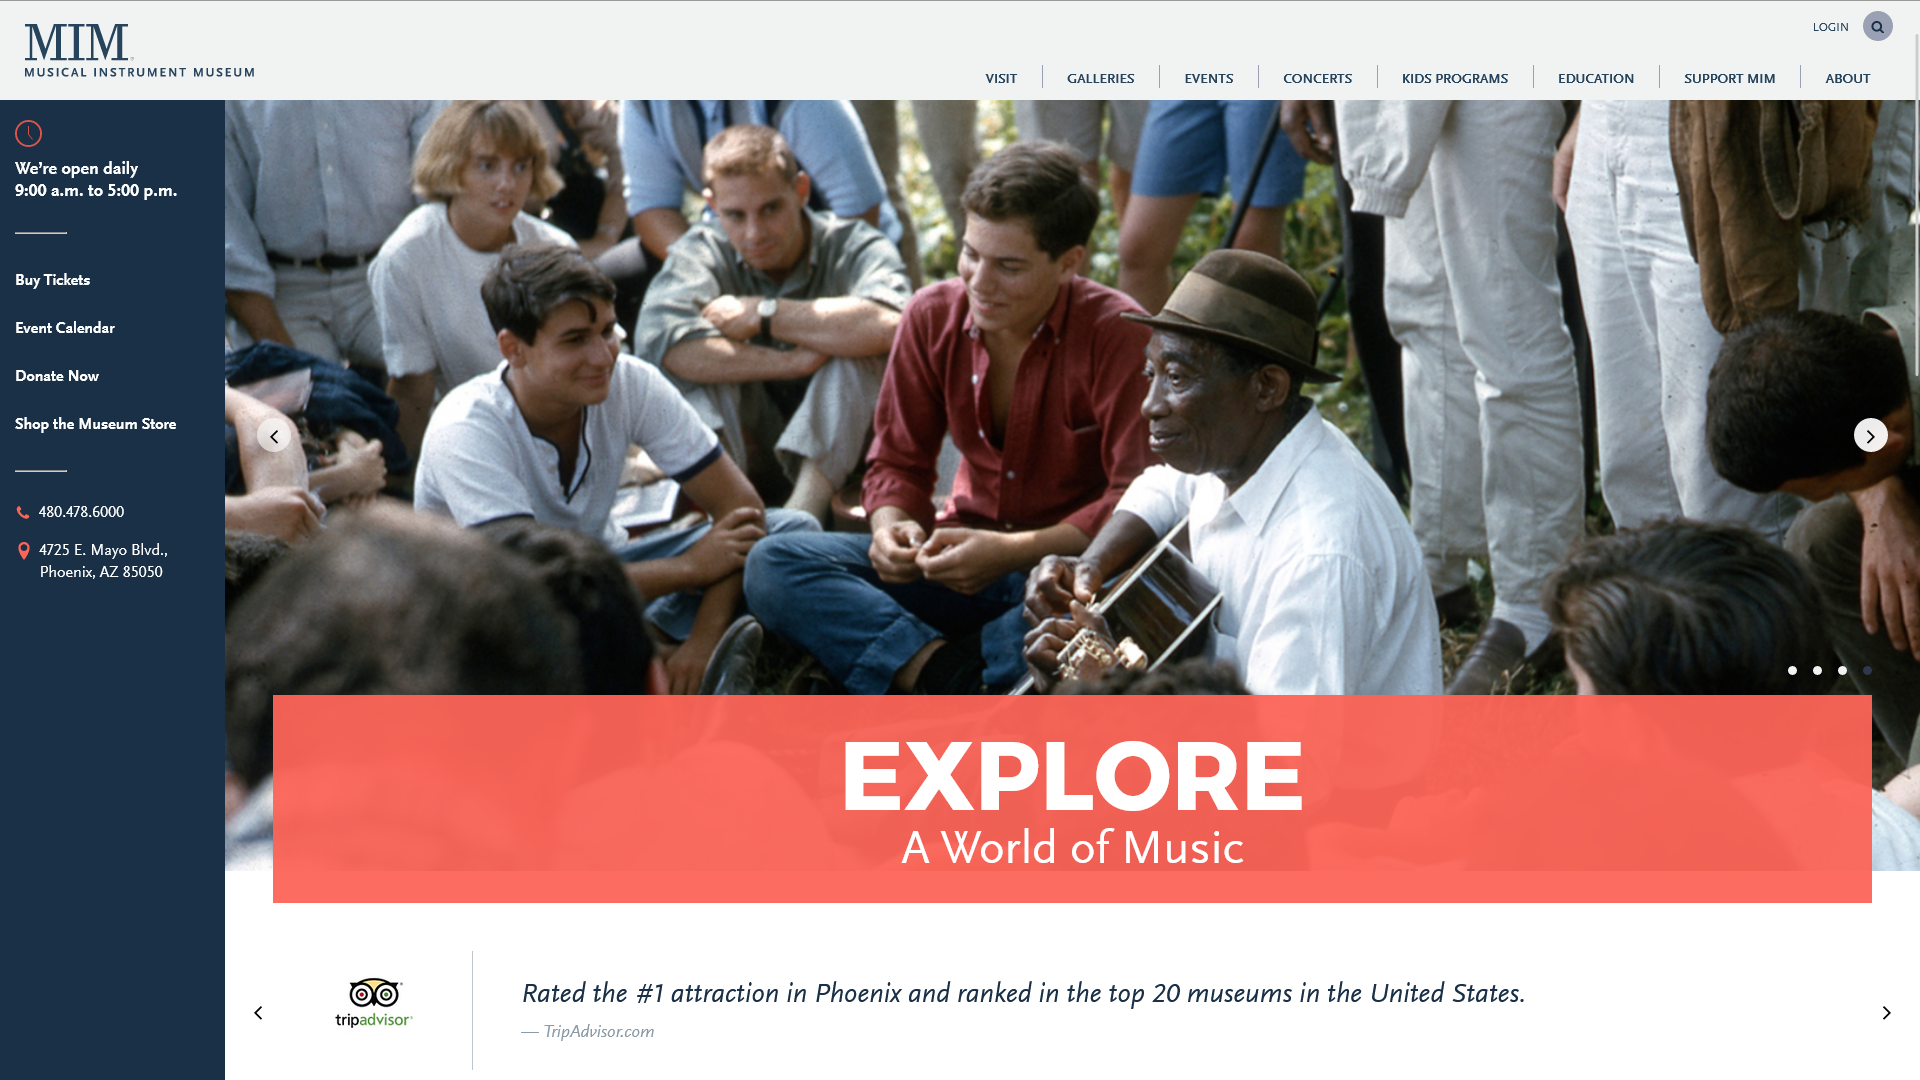 MIM
MUSICAL INSTRUMENT MUSEUM
LOGIN
VISIT
GALLERIES
EVENTS
CONCERTS
KIDS PROGRAMS
EDUCATION
SUPPORT MIM
ABOUT
We're open daily
9:00 a.m. to 5:00 p.m.
Buy Tickets
Event Calendar
Donate Now
Shop the Museum Store
480.478.6000
4725 E. Mayo Blvd.,
Phoenix, AZ 85050
EXPLORE
A World of Music
tripadvisor®
Rated the #1 attraction in Phoenix and ranked in the top 20 museums in the United States.
— TripAdvisor.com